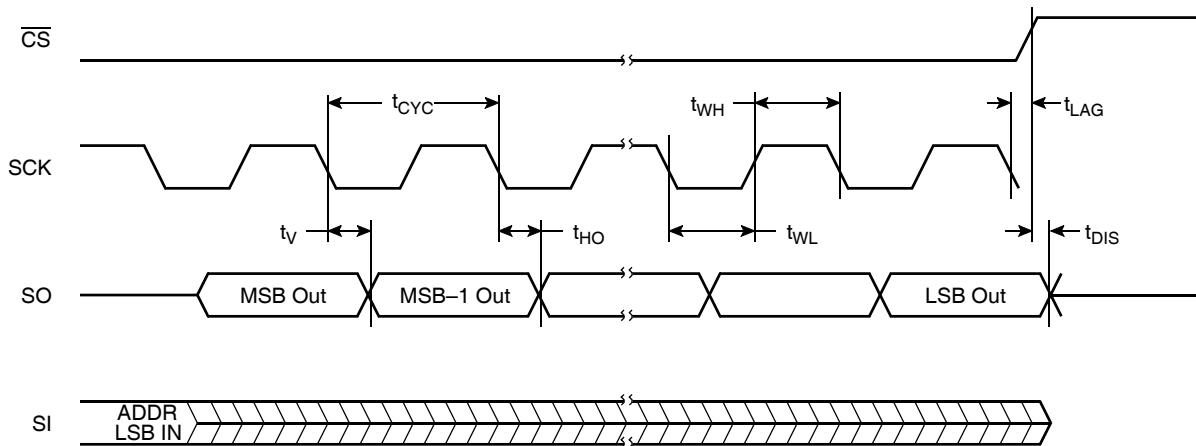 CS
tCYC
tWH
tLAG
SCK
tV
tHO
tWL
tDIS
SO
MSB Out
MSB–1 Out
LSB Out
SI
ADDR
LSB IN